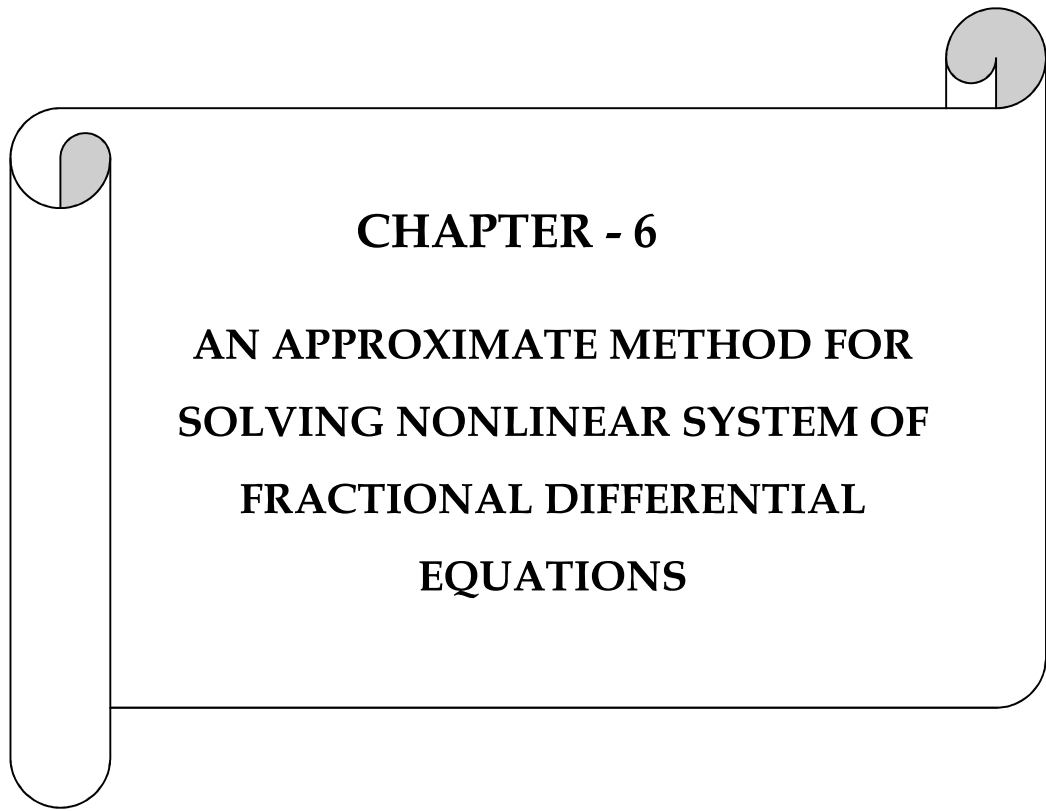 CHAPTER - 6
AN APPROXIMATE METHOD FOR
SOLVING NONLINEAR SYSTEM OF
FRACTIONAL DIFFERENTIAL
EQUATIONS